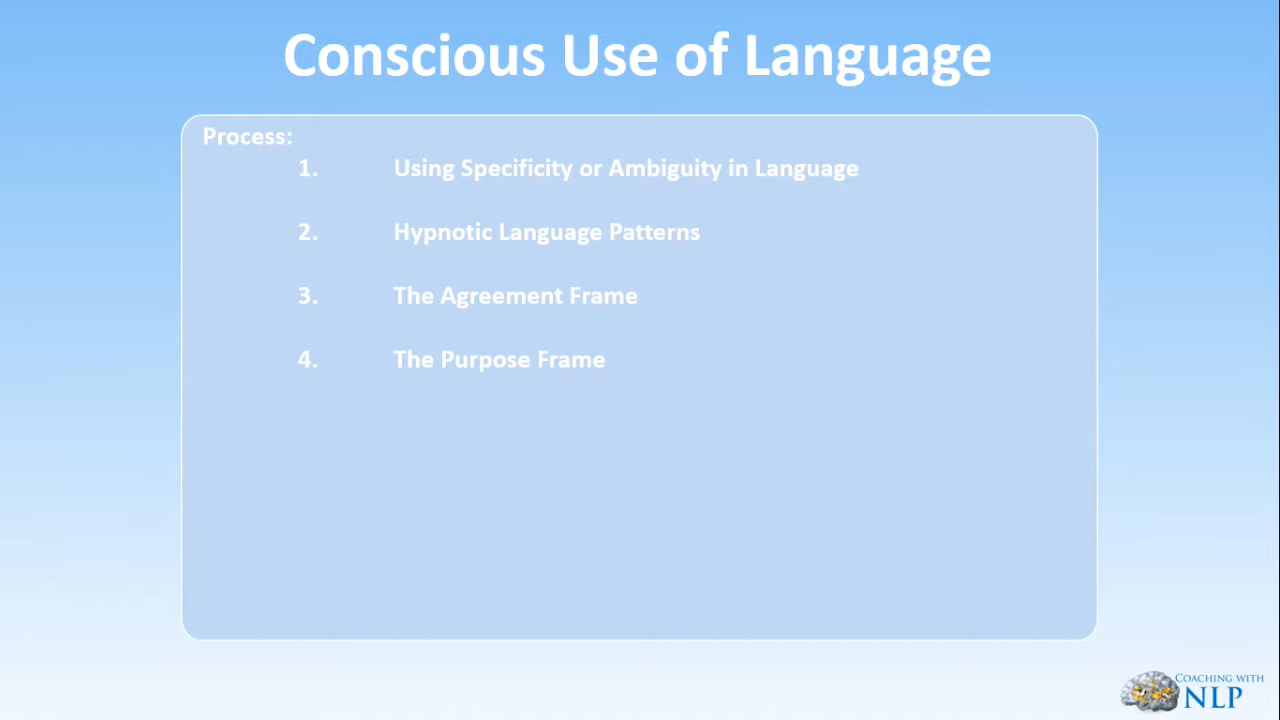 Conscious Use of Language
Process:
1. Using Specificity or Ambiguity in Language
2. Hypnotic Language Patterns
3. The Agreement Frame
4. The Purpose Frame
COACHING WITH
NLP